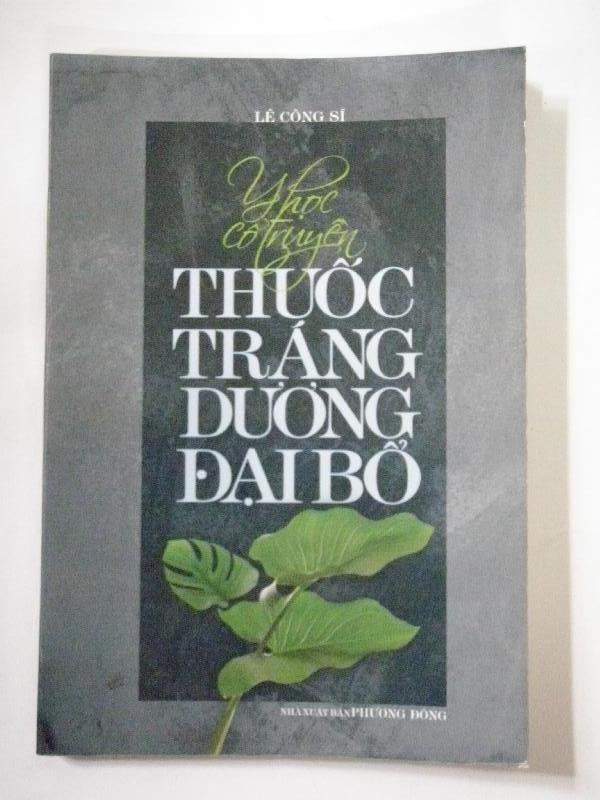 LÊ CÔNG SĨ
Y học
cổ truyền
THUỐC
TRÁNG
DƯƠNG
ĐẠI BỔ
NHÀ XUẤT BẢN PHƯƠNG ĐÔNG